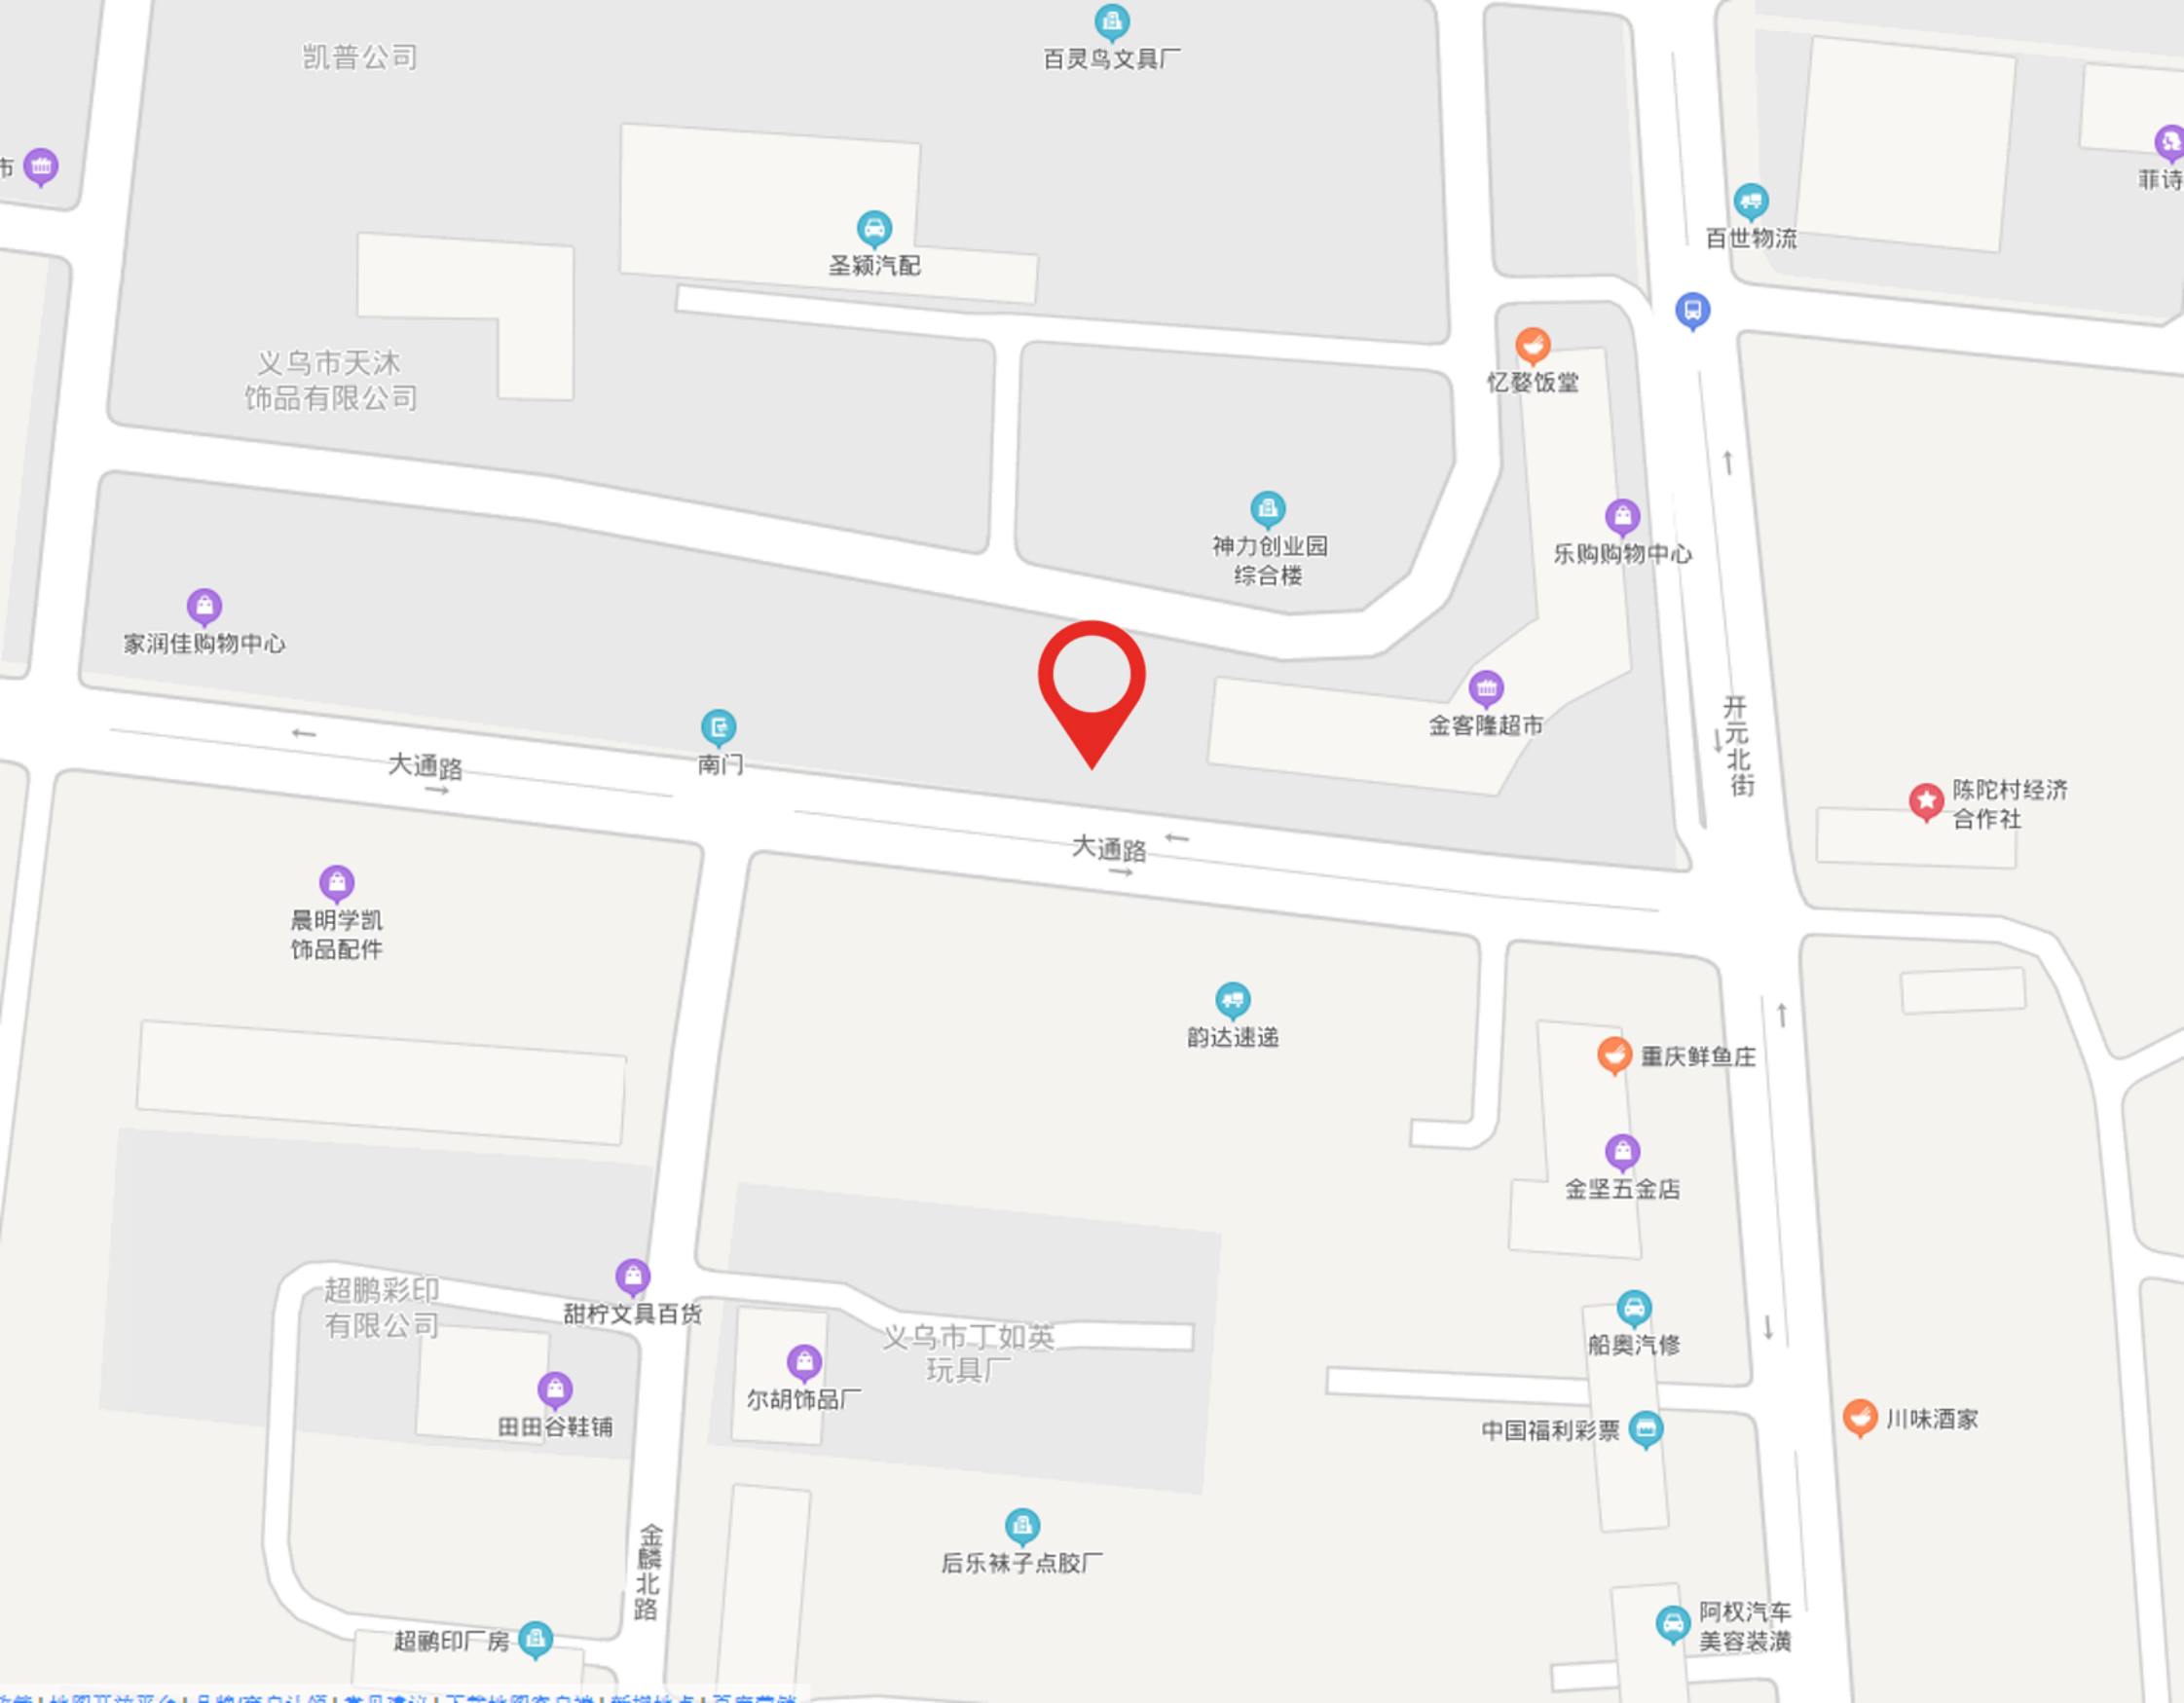 凯普公司
百灵鸟文具厂
市
菲诗
百世物流
圣颖汽配
义乌市天沐
饰品有限公司
忆婺饭堂
神力创业园
综合楼
乐购购物中心
家润佳购物中心
金客隆超市
南门
大通路
开元北街
陈陀村经济
合作社
大通路
晨明学凯
饰品配件
韵达速递
重庆鲜鱼庄
金坚五金店
超鹏彩印
有限公司
甜柠文具百货
义乌市丁如英
玩具厂
船奥汽修
尔胡饰品厂
田田谷鞋铺
中国福利彩票
川味酒家
金麟北路
后乐袜子点胶厂
阿权汽车
美容装潢
超鹂印厂房